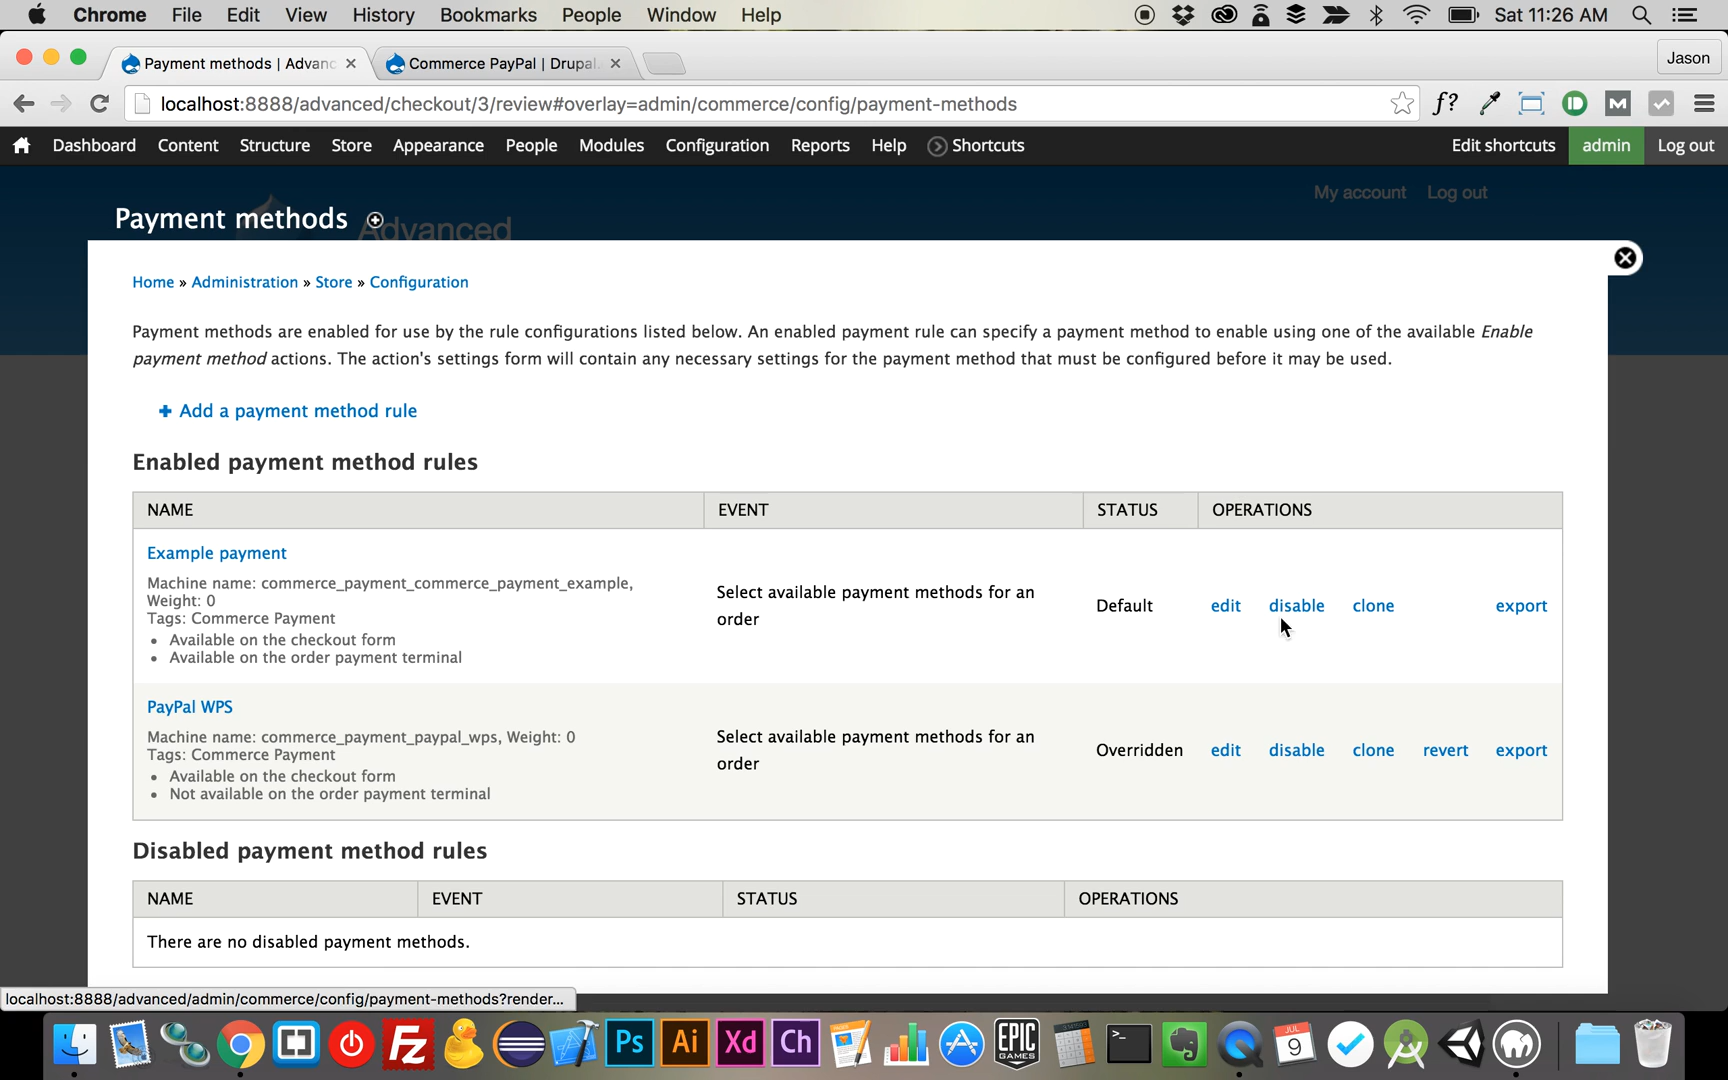 Chrome File Edit View History Bookmarks People Window Help Sat 11:26 AM
Payment methods | Advanc Commerce PayPal | Drupal. Jason
localhost:8888/advanced/checkout/3/review#overlay=admin/commerce/config/payment-methods f?
Dashboard Content Structure Store Appearance People Modules Configuration Reports Help Shortcuts Edit shortcuts admin Log out
My account Log out
Payment methods
Advanced
Home » Administration » Store » Configuration
Payment methods are enabled for use by the rule configurations listed below. An enabled payment rule can specify a payment method to enable using one of the available Enable
payment method actions. The action's settings form will contain any necessary settings for the payment method that must be configured before it may be used.
+ Add a payment method rule
Enabled payment method rules
NAME EVENT STATUS OPERATIONS
Example payment
Machine name: commerce_payment_commerce_payment_example,
Weight: 0
Tags: Commerce Payment
• Available on the checkout form
• Available on the order payment terminal
Select available payment methods for an
order
Default edit disable clone export
PayPal WPS
Machine name: commerce_payment_paypal_wps, Weight: 0
Tags: Commerce Payment
• Available on the checkout form
• Not available on the order payment terminal
Select available payment methods for an
order
Overridden edit disable clone revert export
Disabled payment method rules
NAME EVENT STATUS OPERATIONS
There are no disabled payment methods.
localhost:8888/advanced/admin/commerce/config/payment-methods?render...
Fz Ps Ai Xd Ch EPIC GAMES JUL 9